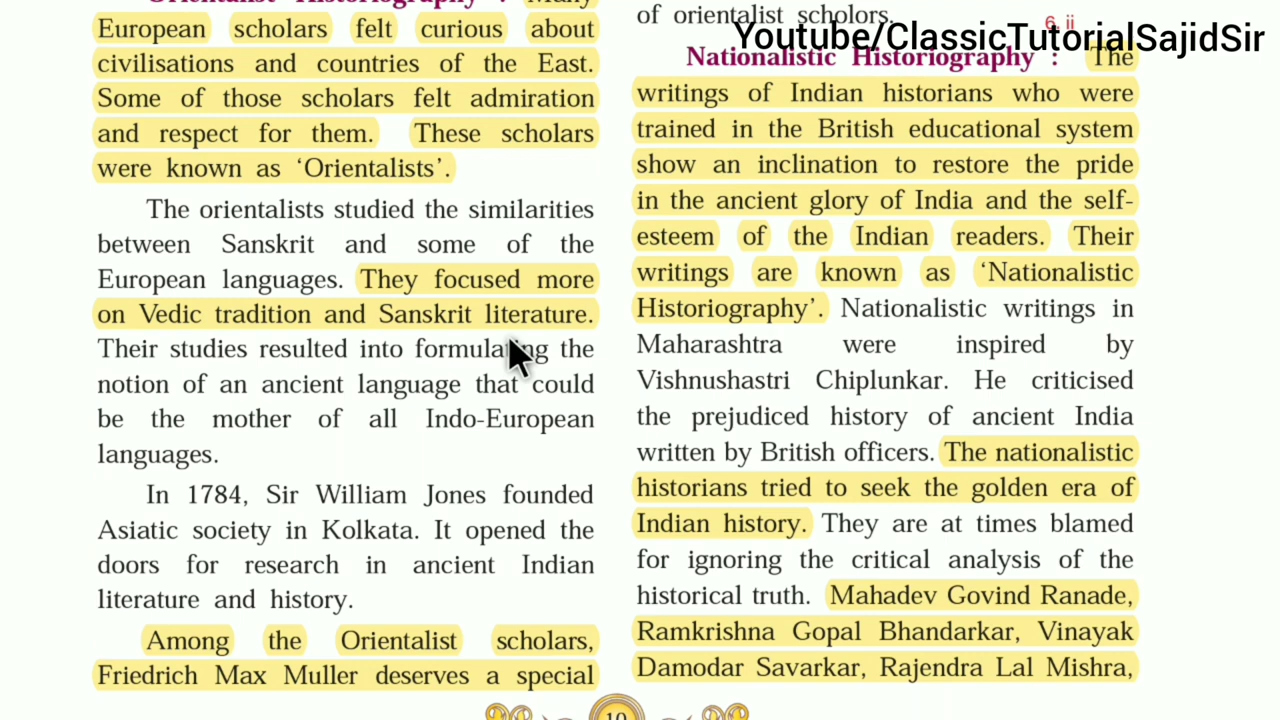 Orientalist Historiography : Many
European scholars felt curious about
civilisations and countries of the East.
Some of those scholars felt admiration
and respect for them. These scholars
were known as ‘Orientalists’.
The orientalists studied the similarities
between Sanskrit and some of the
European languages. They focused more
on Vedic tradition and Sanskrit literature.
Their studies resulted into formulating the
notion of an ancient language that could
be the mother of all Indo-European
languages.
In 1784, Sir William Jones founded
Asiatic society in Kolkata. It opened the
doors for research in ancient Indian
literature and history.
Among the Orientalist scholars,
Friedrich Max Muller deserves a special
of orientalist scholors.
6. ii
Youtube/ClassicTutorialSajidSir
Nationalistic Historiography : The
writings of Indian historians who were
trained in the British educational system
show an inclination to restore the pride
in the ancient glory of India and the self-
esteem of the Indian readers. Their
writings are known as ‘Nationalistic
Historiography’. Nationalistic writings in
Maharashtra were inspired by
Vishnushastri Chiplunkar. He criticised
the prejudiced history of ancient India
written by British officers. The nationalistic
historians tried to seek the golden era of
Indian history. They are at times blamed
for ignoring the critical analysis of the
historical truth. Mahadev Govind Ranade,
Ramkrishna Gopal Bhandarkar, Vinayak
Damodar Savarkar, Rajendra Lal Mishra,
10